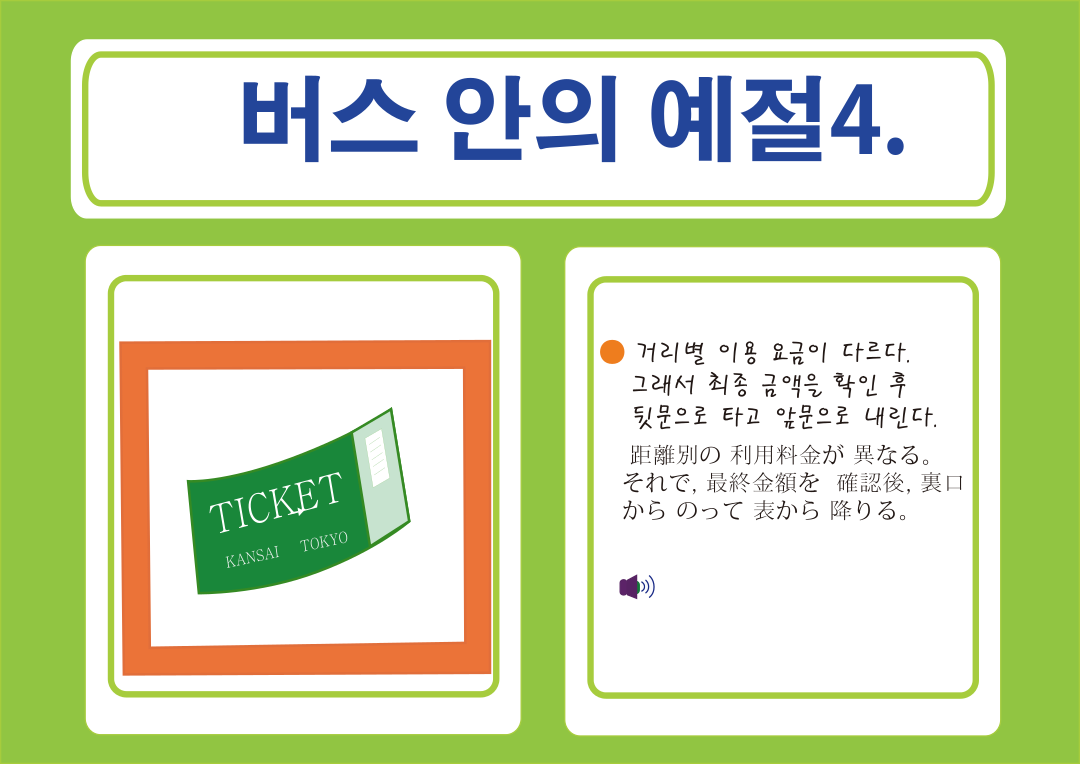 버스 안의 예절4.
TICKET
KANSAI TOKYO
거리별 이용 요금이 다르다.
그래서 최종 금액을 확인 후
뒷문으로 타고 앞문으로 내린다.
距離別の 利用料金が 異なる。
それで, 最終金額を 確認後, 裏口
から のって 表から 降りる。